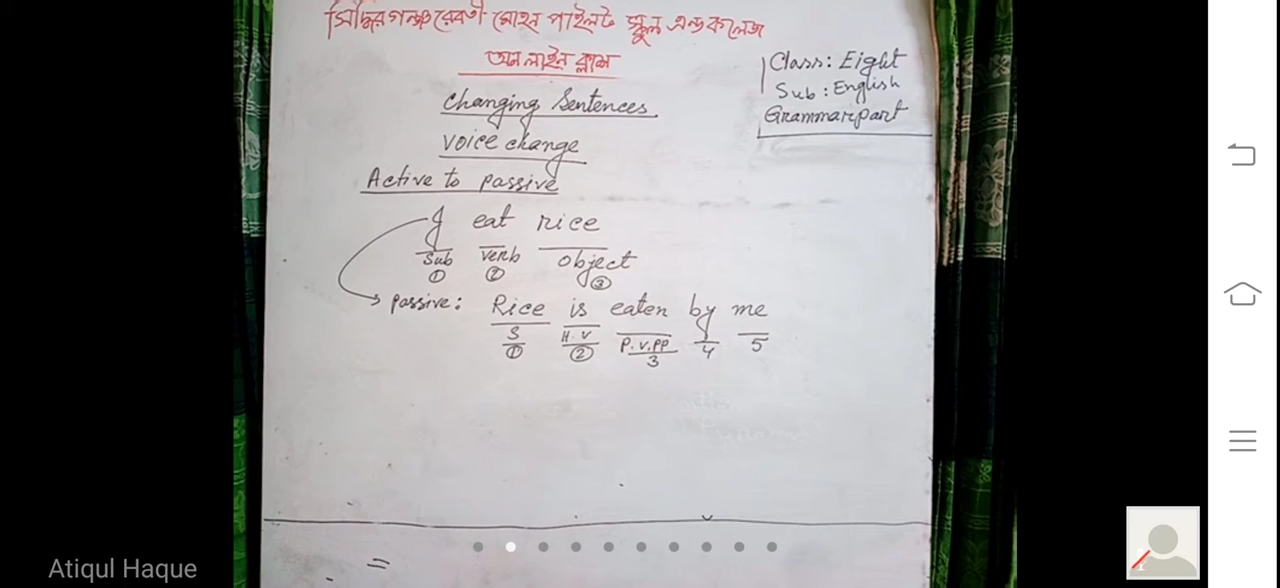 সিদ্ধিরগঞ্জ রেবতী মোহন পাইলট স্কুল এন্ড কলেজ
অনলাইন ক্লাশ
Class: Eight
Sub: English
Grammar part
Changing Sentences
Voice change
Active to passive
I eat rice
Sub verb object
① ② ③
passive: Rice is eaten by me
S H.V P.V.PP 4 5
① ② 3
Atiqul Haque